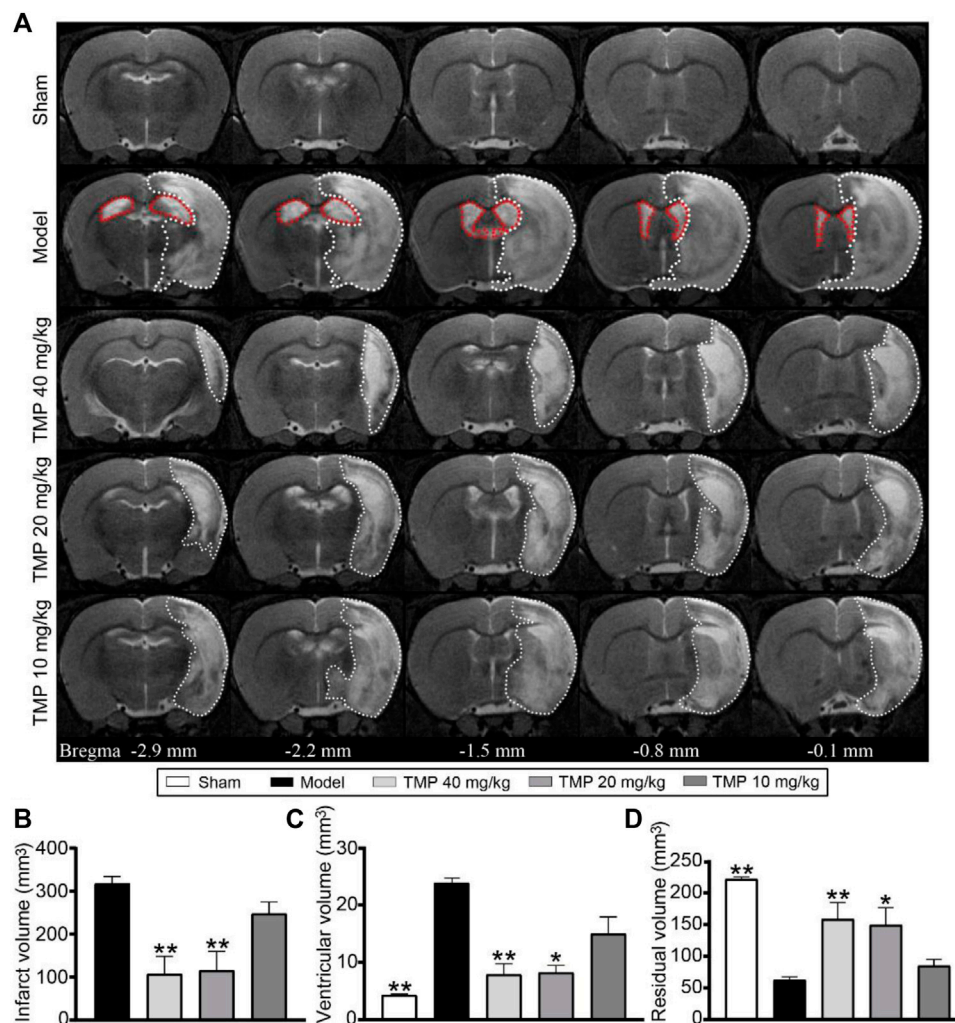 A
Sham
Model
TMP 40 mg/kg
TMP 20 mg/kg
TMP 10 mg/kg
Bregma -2.9 mm -2.2 mm -1.5 mm -0.8 mm -0.1 mm
Sham Model TMP 40 mg/kg TMP 20 mg/kg TMP 10 mg/kg
B
Infarct volume (mm³)
400
300
200
100
0
**
**
C
Ventricular volume (mm³)
30
20
10
0
**
**
*
D
Residual volume (mm³)
250
200
150
100
50
0
**
**
*